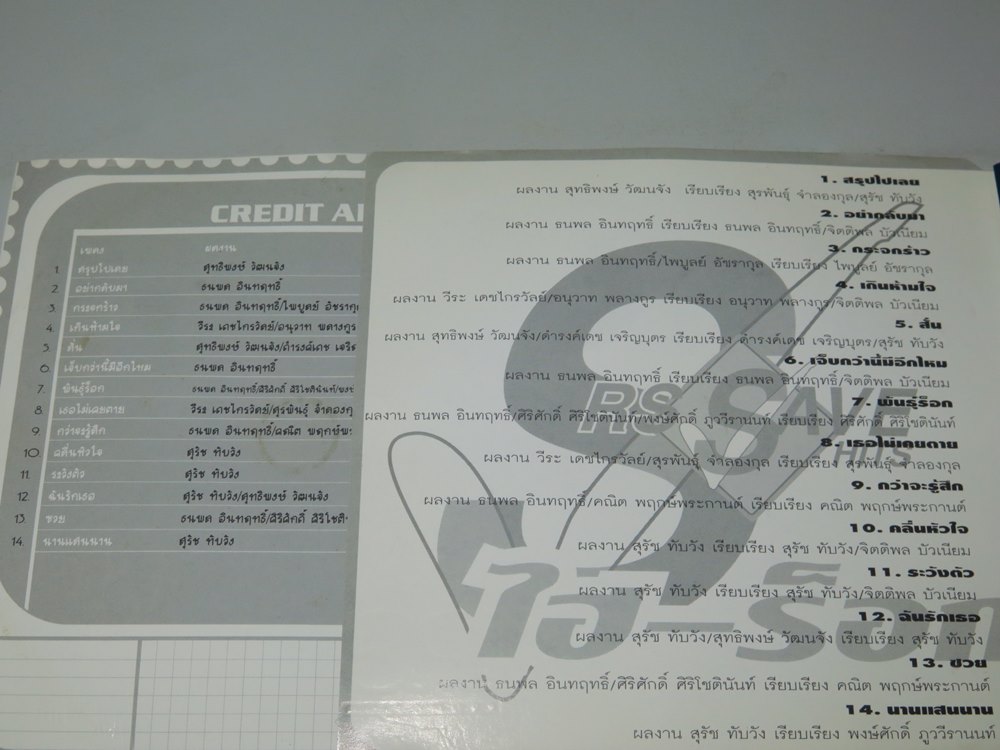 CREDIT
เพลง ผลงาน
1. สรุปไปเลย สุทธิพงษ์ วัฒนจัง
2. อย่ากลับมา ธนพล อินทฤทธิ์
3. กระจกร้าว ธนพล อินทฤทธิ์/ไพบูลย์ อัชรากูล
4. เกินห้ามใจ วีระ เดชไกรวัลย์/อนุวาท พลางกูร
5. สั่น สุทธิพงษ์ วัฒนจัง/ดำรงค์เดช เจริญ
6. เจ็บกว่านี้มีอีกไหม ธนพล อินทฤทธิ์
7. พันธุ์ร็อก ธนพล อินทฤทธิ์/ศิริศักดิ์ ศิริโชตินันท์/พงษ
8. เธอไม่เคยตาย วีระ เดชไกรวัลย์/สุรพันธุ์ จำลองกุ
9. กว่าจะรู้สึก ธนพล อินทฤทธิ์/คณิต พฤกษ์พระ
10. คลื่นหัวใจ สุรัช ทับวัง
11. ระวังตัว สุรัช ทับวัง
12. ฉันรักเธอ สุรัช ทับวัง/สุทธิพงษ์ วัฒนจัง
13. ซวย ธนพล อินทฤทธิ์/ศิริศักดิ์ ศิริโชติ
14. นานแสนนาน สุรัช ทับวัง
1. สรุปไปเลย
ผลงาน สุทธิพงษ์ วัฒนจัง เรียบเรียง สุรพันธุ์ จำลองกุล/สุรัช ทับวัง
2. อย่ากลับมา
ผลงาน ธนพล อินทฤทธิ์ เรียบเรียง ธนพล อินทฤทธิ์/จิตติพล บัวเนียม
3. กระจกร้าว
ผลงาน ธนพล อินทฤทธิ์/ไพบูลย์ อัชรากุล เรียบเรียง ไพบูลย์ อัชรากุล
4. เกินห้ามใจ
ผลงาน วีระ เดชไกรวัลย์/อนุวาท พลางกูร เรียบเรียง อนุวาท พลางกูร/จิตติพล บัวเนียม
5. สั่น
ผลงาน สุทธิพงษ์ วัฒนจัง/ดำรงค์เดช เจริญบุตร เรียบเรียง ดำรงค์เดช เจริญบุตร/สุรัช ทับวัง
6. เจ็บกว่านี้มีอีกไหม
ผลงาน ธนพล อินทฤทธิ์ เรียบเรียง ธนพล อินทฤทธิ์/จิตติพล บัวเนียม
7. พันธุ์ร็อก
ผลงาน ธนพล อินทฤทธิ์/ศิริศักดิ์ ศิริโชตินันท์/พงษ์ศักดิ์ ภูววีรานนท์ เรียบเรียง ศิริศักดิ์ ศิริโชตินันท์
8. เธอไม่เคยตาย
ผลงาน วีระ เดชไกรวัลย์/สุรพันธุ์ จำลองกุล เรียบเรียง สุรพันธุ์ จำลองกุล
9. กว่าจะรู้สึก
ผลงาน ธนพล อินทฤทธิ์/คณิต พฤกษ์พระกานต์ เรียบเรียง คณิต พฤกษ์พระกานต์
10. คลื่นหัวใจ
ผลงาน สุรัช ทับวัง เรียบเรียง สุรัช ทับวัง/จิตติพล บัวเนียม
11. ระวังตัว
ผลงาน สุรัช ทับวัง เรียบเรียง สุรัช ทับวัง/จิตติพล บัวเนียม
12. ฉันรักเธอ
ผลงาน สุรัช ทับวัง/สุทธิพงษ์ วัฒนจัง เรียบเรียง สุรัช ทับวัง
13. ซวย
ผลงาน ธนพล อินทฤทธิ์/ศิริศักดิ์ ศิริโชตินันท์ เรียบเรียง คณิต พฤกษ์พระกานต์
14. นานแสนนาน
ผลงาน สุรัช ทับวัง เรียบเรียง พงษ์ศักดิ์ ภูววีรานนท์
RS SAVE
HITS
ไอ-ร็อก